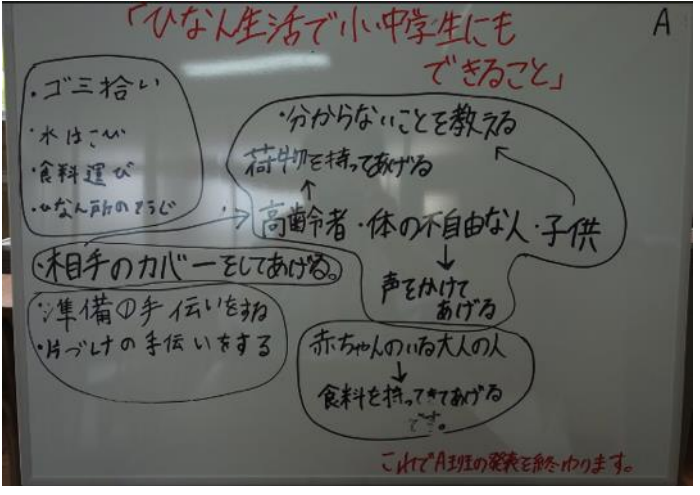 「ひなん生活で小中学生にも
できること」
A
・ゴミ拾い
・水はこび
・食料運び
・ひなん所のそうじ
・分からないことを教える
荷物を持ってあげる
高齢者・体の不自由な人・子供
・相手のカバーをしてあげる。
声をかけて
あげる
・準備の手伝いをする
・片づけの手伝いをする
赤ちゃんのいる大人の人
食料を持ってきてあげる
です。
これでA班の発表を終わります。